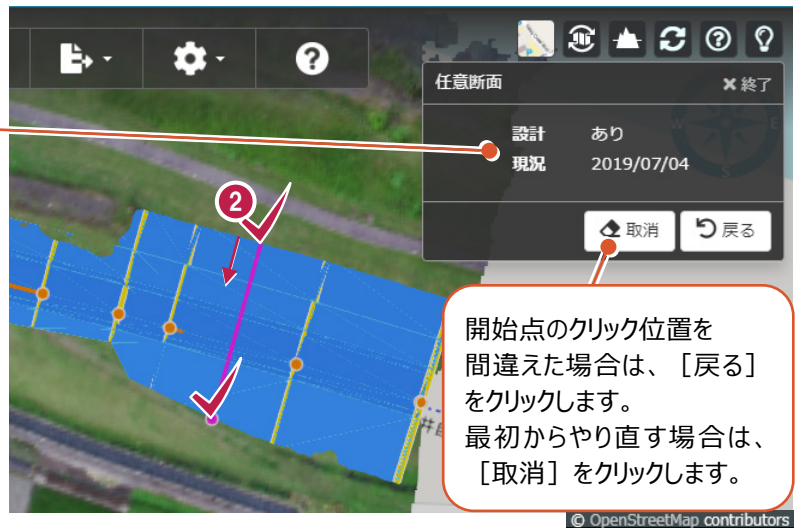 任意断面
✖終了
設計 あり
現況 2019/07/04
取消
戻る
2
開始点のクリック位置を
間違えた場合は、［戻る］
をクリックします。
最初からやり直す場合は、
［取消］をクリックします。
W
E
S
井
© OpenStreetMap contributors